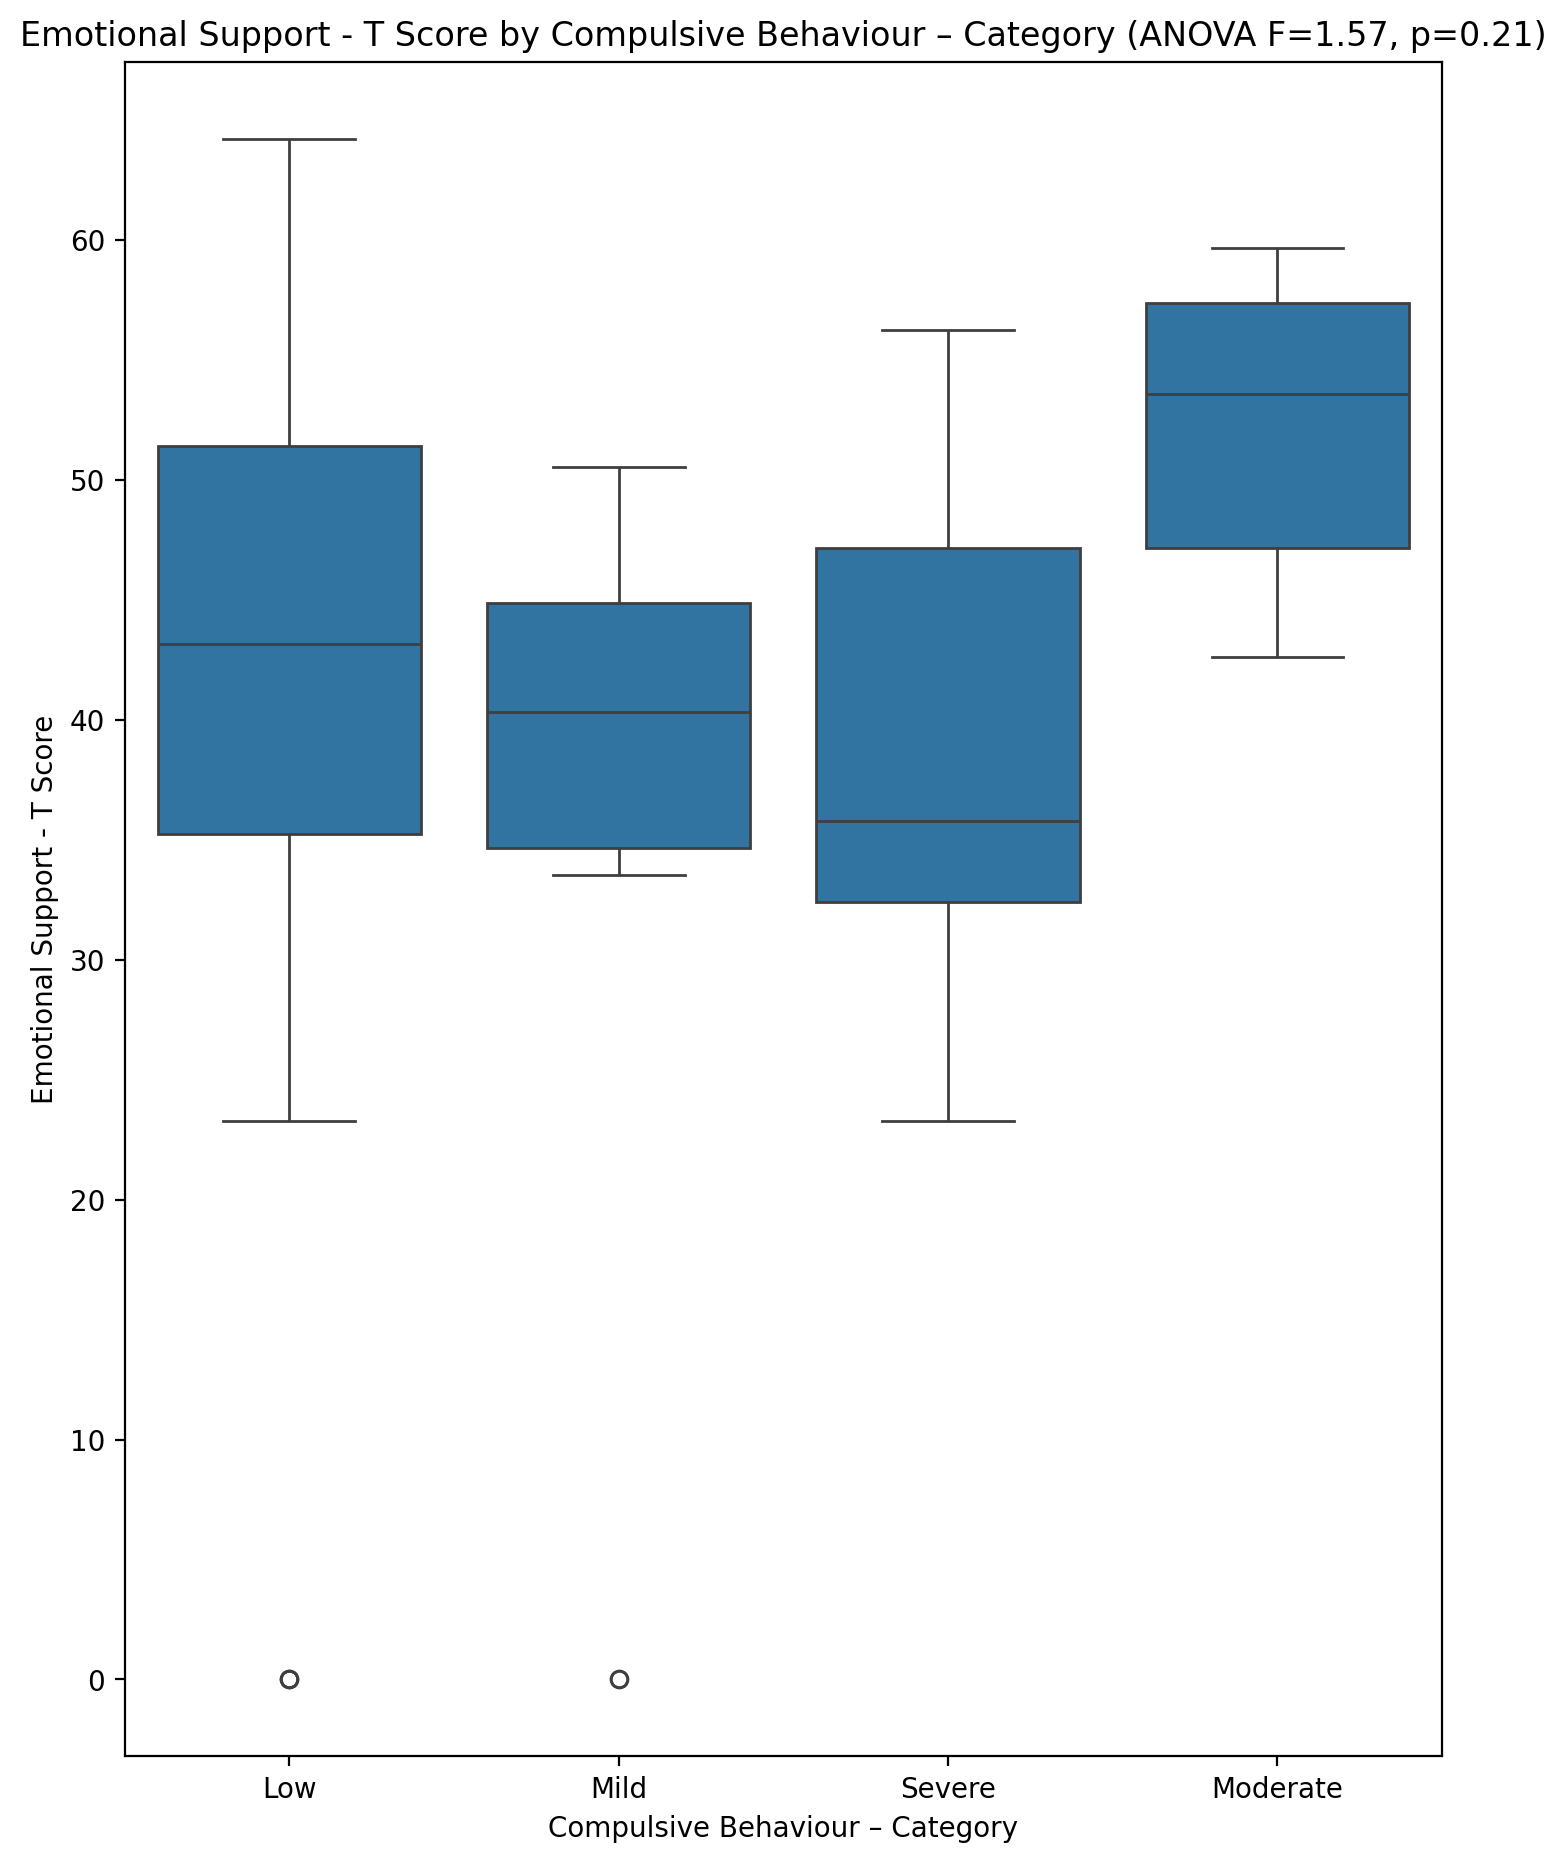 Emotional Support - T Score by Compulsive Behaviour – Category (ANOVA F=1.57, p=0.21)
Emotional Support - T Score
60
50
40
30
20
10
0
Low Mild Severe Moderate
Compulsive Behaviour – Category